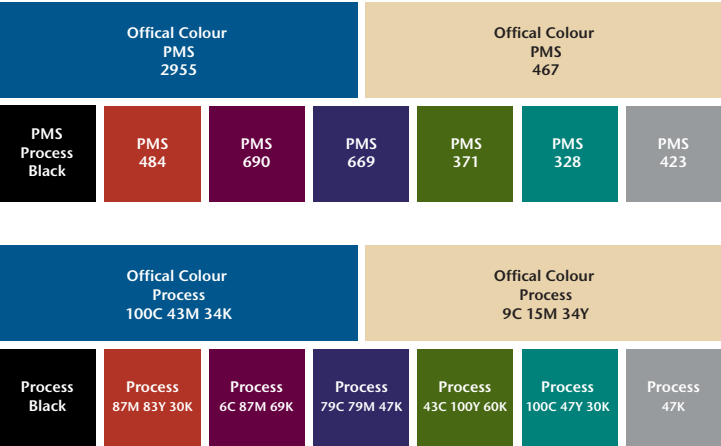 Offical Colour
PMS
2955
Offical Colour
PMS
467
PMS
Process
Black
PMS
484
PMS
690
PMS
669
PMS
371
PMS
328
PMS
423
Offical Colour
Process
100C 43M 34K
Offical Colour
Process
9C 15M 34Y
Process
Black
Process
87M 83Y 30K
Process
6C 87M 69K
Process
79C 79M 47K
Process
43C 100Y 60K
Process
100C 47Y 30K
Process
47K